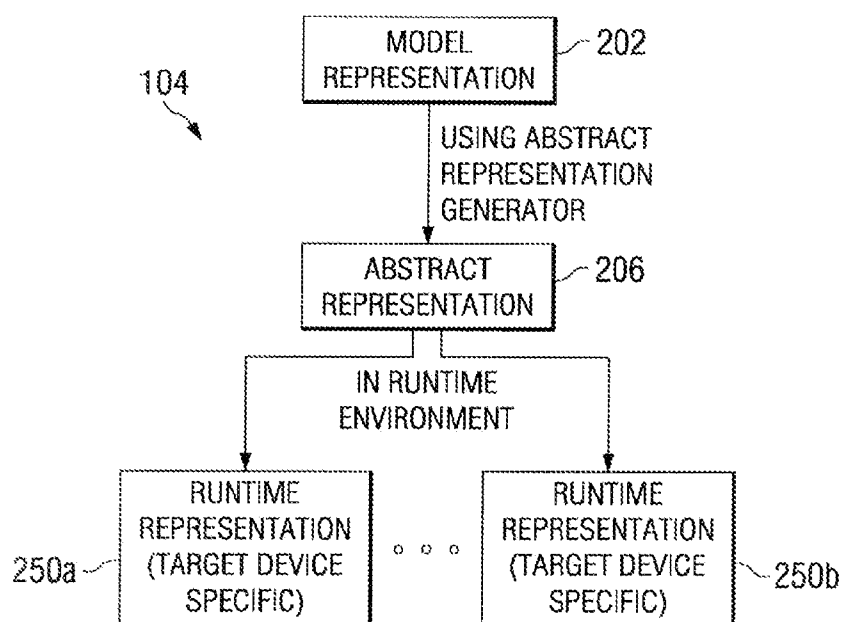 MODEL
REPRESENTATION
202
104
USING ABSTRACT
REPRESENTATION
GENERATOR
ABSTRACT
REPRESENTATION
206
IN RUNTIME
ENVIRONMENT
RUNTIME
REPRESENTATION
(TARGET DEVICE
SPECIFIC)
250a
RUNTIME
REPRESENTATION
(TARGET DEVICE
SPECIFIC)
250b